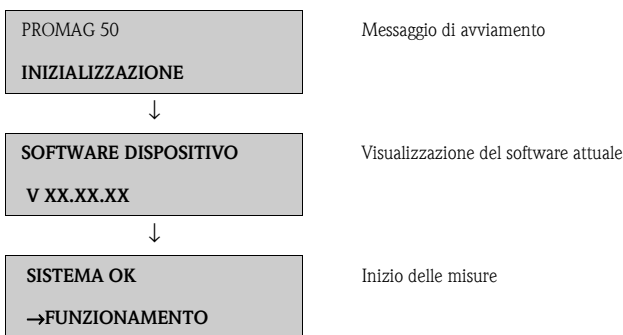 PROMAG 50
Messaggio di avviamento
INIZIALIZZAZIONE
↓
SOFTWARE DISPOSITIVO
Visualizzazione del software attuale
V XX.XX.XX
↓
SISTEMA OK
Inizio delle misure
→FUNZIONAMENTO